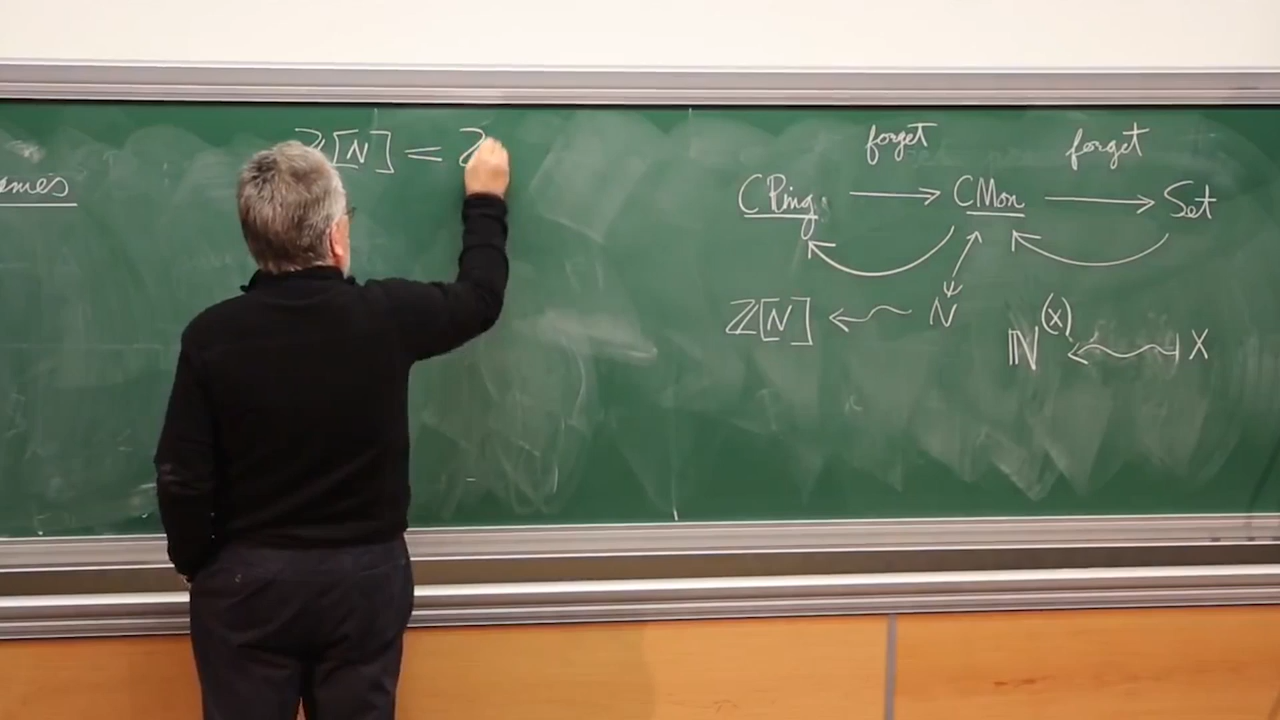 ℤ[N] = ℤ
emes
forget forget
CRing → CMon → Set
ℤ[N] ↜ N
ℕ^(X) ↜ X